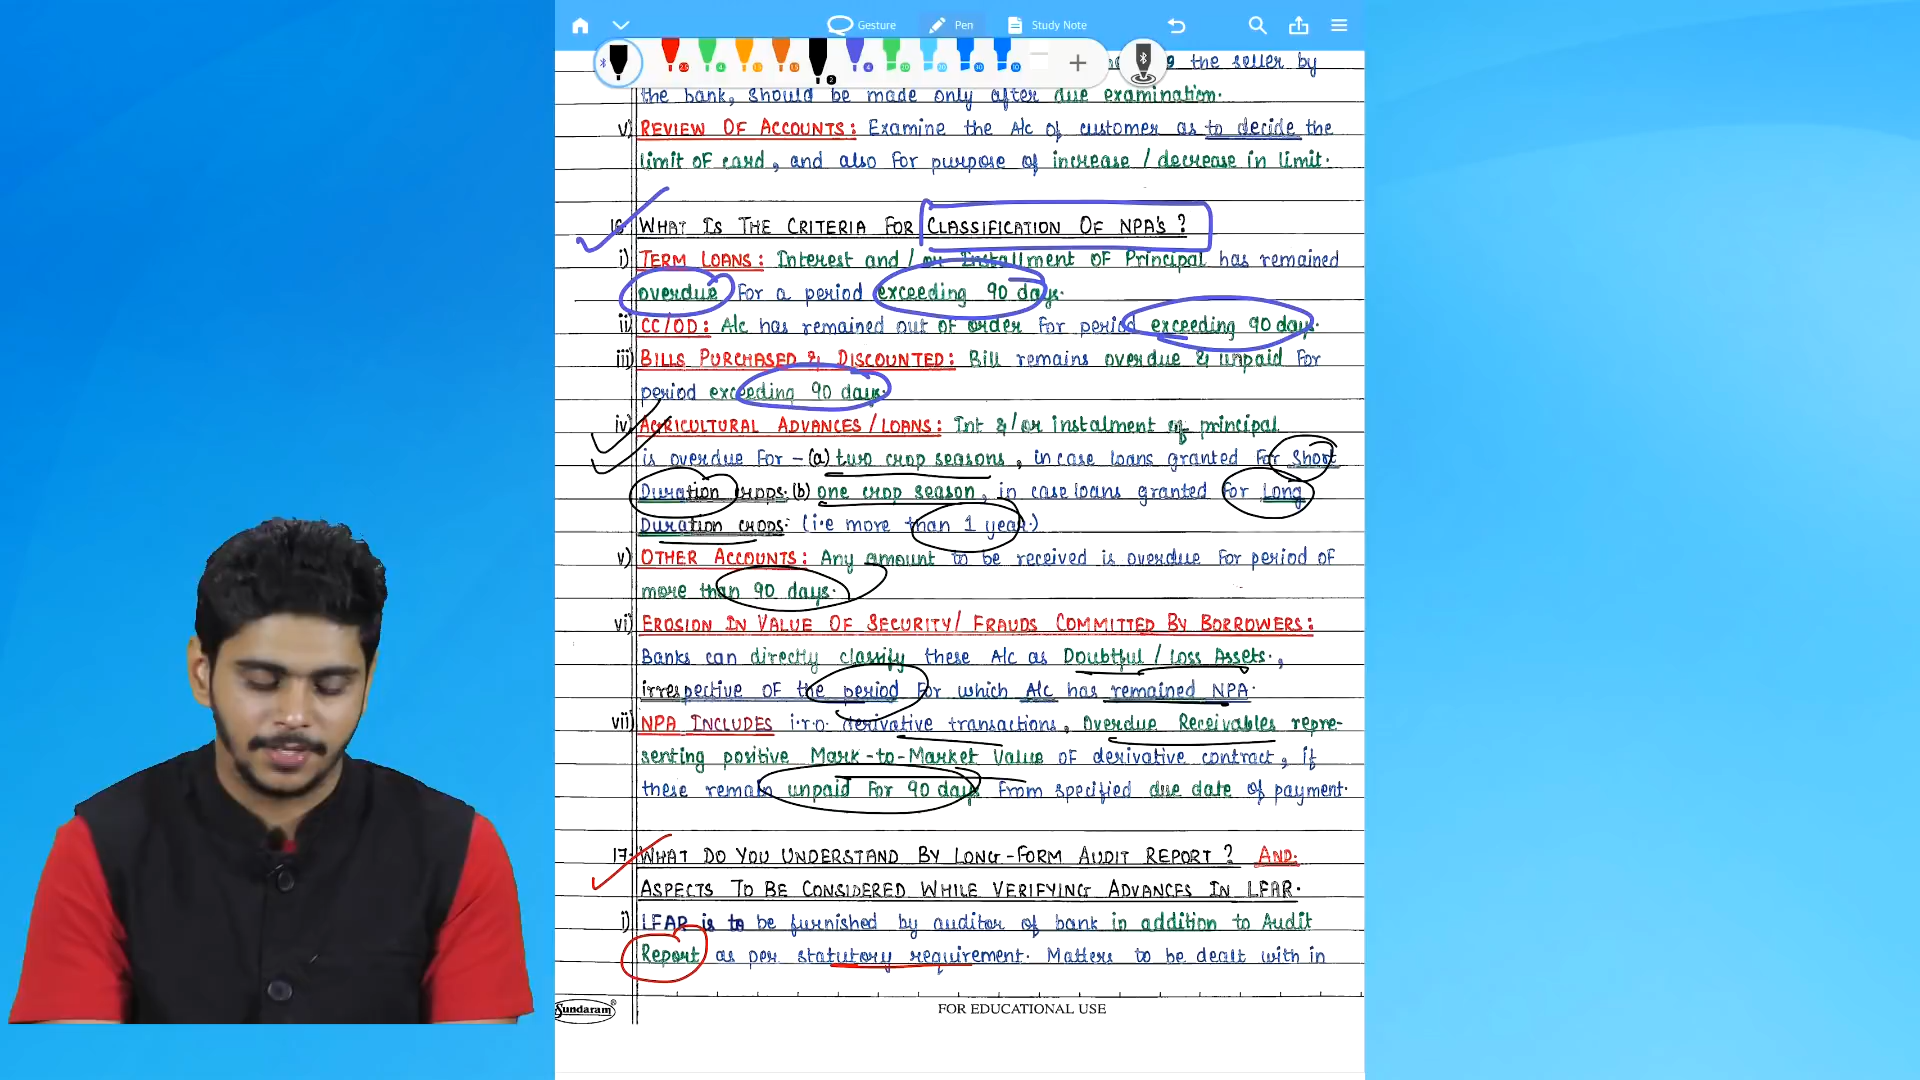 Gesture Pen Study Note
the seller by
the bank, should be made only after due examination.
v) REVIEW OF ACCOUNTS: Examine the A/c of customer as to decide the
limit of card, and also for purpose of increase / decrease in limit.
16. WHAT IS THE CRITERIA FOR CLASSIFICATION OF NPA'S ?
i) TERM LOANS: Interest and/or Installment of Principal has remained
overdue for a period exceeding 90 days.
ii) CC/OD: A/c has remained out of order for period exceeding 90 days.
iii) BILLS PURCHASED & DISCOUNTED: Bill remains overdue & unpaid for
period exceeding 90 days.
iv) AGRICULTURAL ADVANCES/LOANS: Int &/or instalment of principal
is overdue for - (a) two crop seasons, in case loans granted for Short
Duration crops. (b) one crop season, in case loans granted for Long
Duration crops. (i.e more than 1 year.)
v) OTHER ACCOUNTS: Any amount to be received is overdue for period of
more than 90 days.
vi) EROSION IN VALUE OF SECURITY/ FRAUDS COMMITTED BY BORROWERS:
Banks can directly classify these A/c as Doubtful / Loss Assets.,
irrespective of the period for which A/c has remained NPA.
vii) NPA INCLUDES i.r.o. derivative transactions, Overdue Receivables repre-
senting positive Mark-to-Market Value of derivative contract, if
these remain unpaid for 90 days from specified due date of payment.
17. WHAT DO YOU UNDERSTAND BY LONG-FORM AUDIT REPORT ? AND.
ASPECTS TO BE CONSIDERED WHILE VERIFYING ADVANCES IN LFAR.
i) LFAR is to be furnished by auditor of bank in addition to Audit
Report as per statutory requirement. Matters to be dealt with in
Sundaram FOR EDUCATIONAL USE